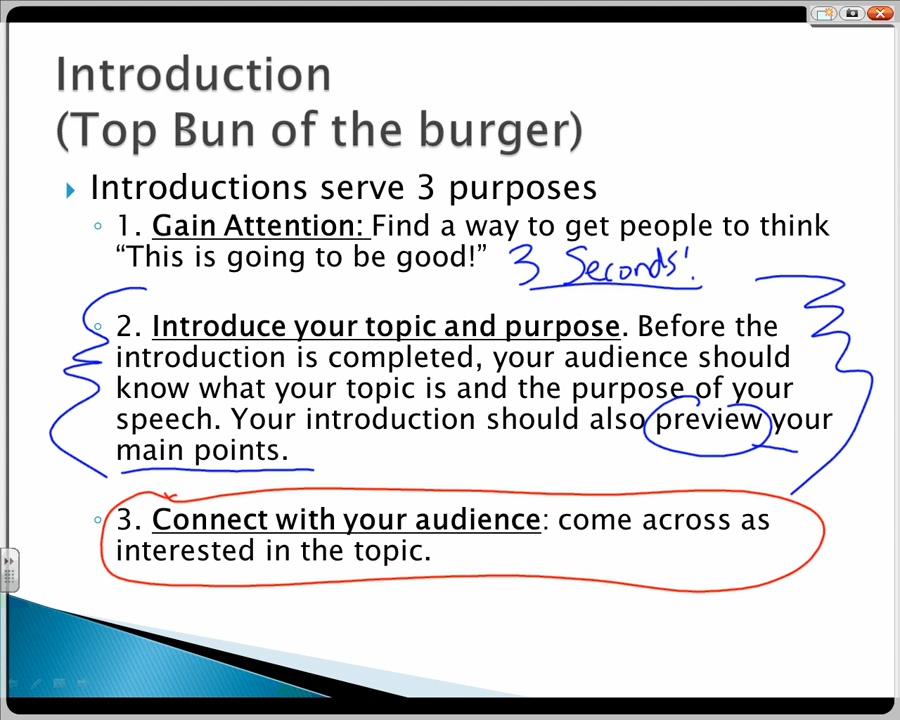 Introduction
(Top Bun of the burger)
Introductions serve 3 purposes
1. Gain Attention: Find a way to get people to think
“This is going to be good!” 3 Seconds!
2. Introduce your topic and purpose. Before the
introduction is completed, your audience should
know what your topic is and the purpose of your
speech. Your introduction should also preview your
main points.
3. Connect with your audience: come across as
interested in the topic.